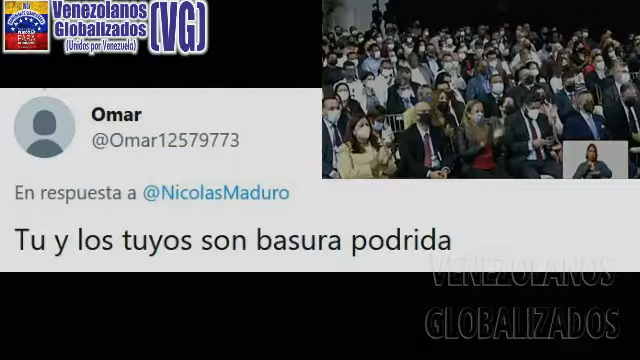 Venezolanos
Globalizados
(Unidos por Venezuela)
(VG)
Omar
@Omar12579773
En respuesta a @NicolasMaduro
Tu y los tuyos son basura podrida
VENEZOLANOS
GLOBALIZADOS